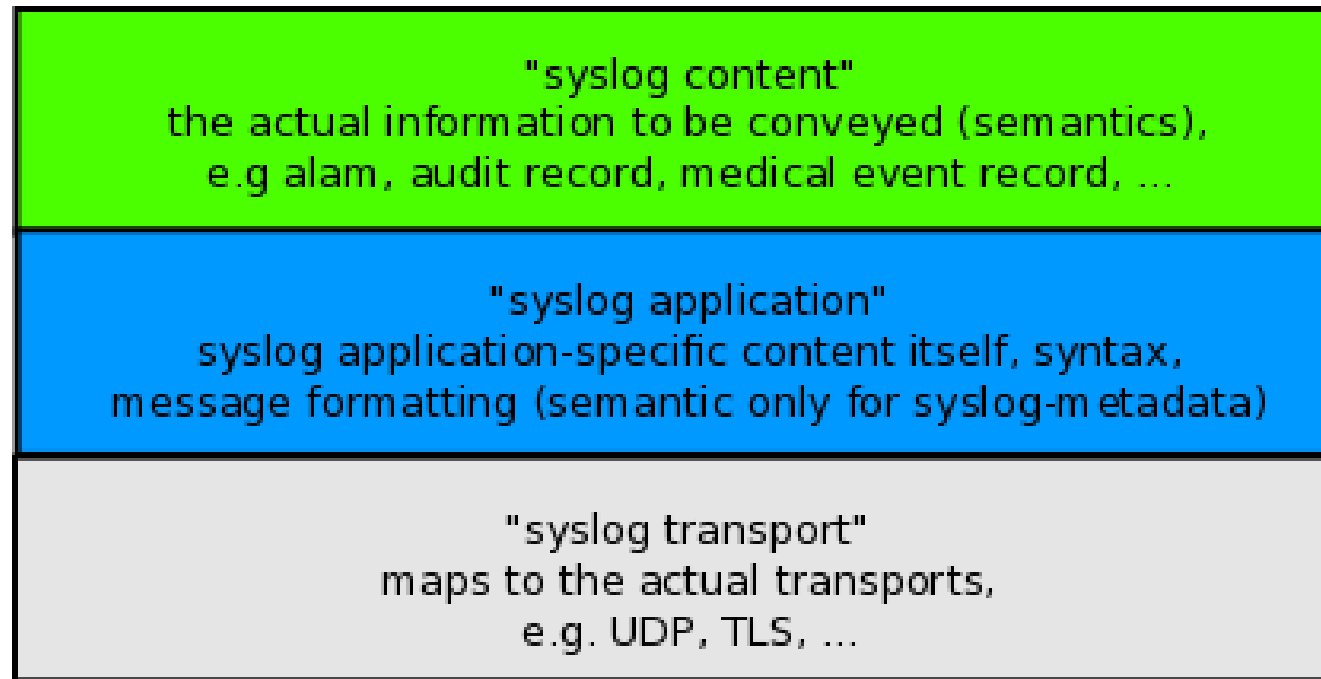 "syslog content"
the actual information to be conveyed (semantics),
e.g alam, audit record, medical event record, ...
"syslog application"
syslog application-specific content itself, syntax,
message formatting (semantic only for syslog-metadata)
"syslog transport"
maps to the actual transports,
e.g. UDP, TLS, ...